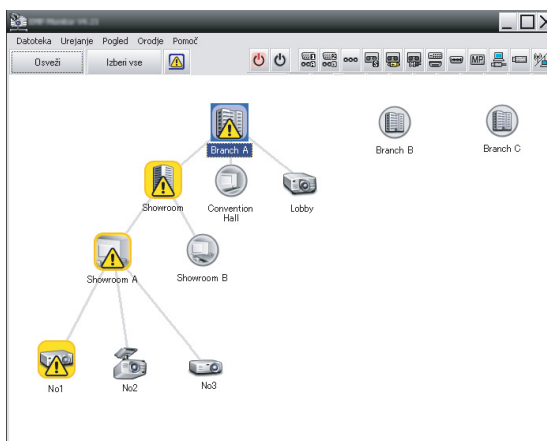 Datoteka Urejanje Pogled Orodje Pomoč
Osveži Izberi vse
MP
Branch A
Branch B
Branch C
Showroom
Convention
Hall
Lobby
Showroom A
Showroom B
No1
No2
No3